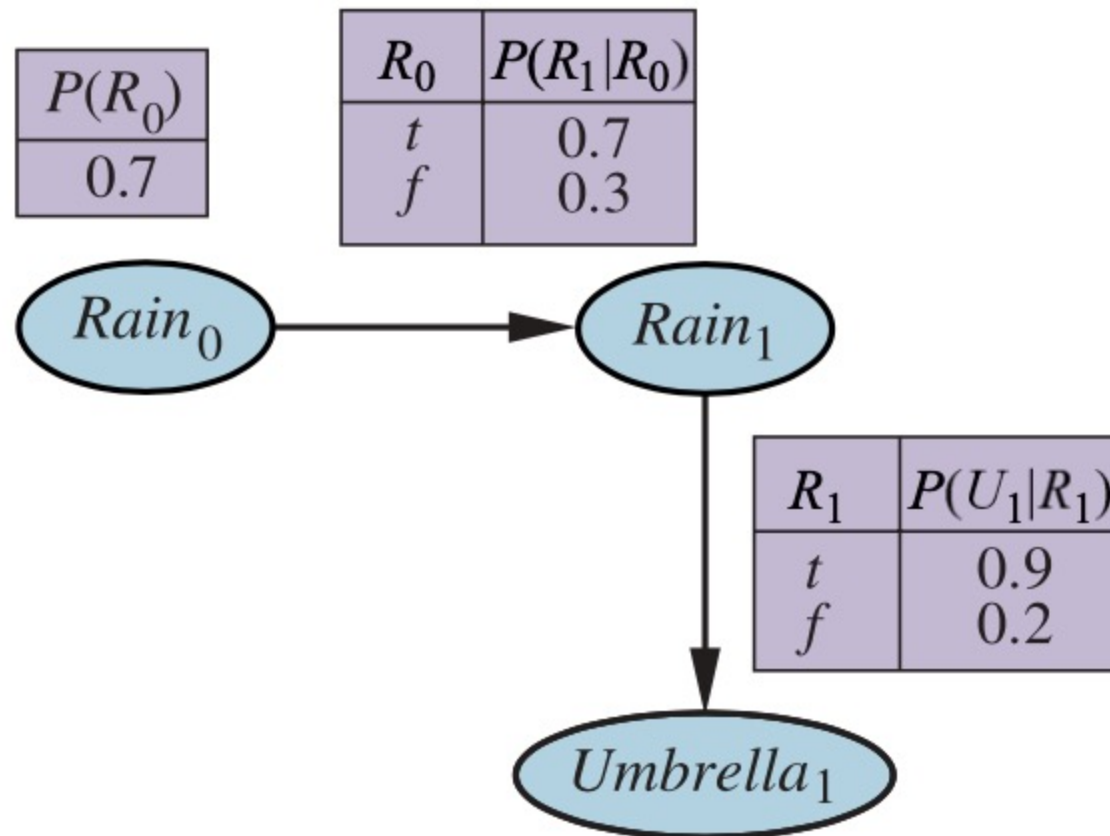 P(R₀)
0.7
R₀ P(R₁|R₀)
t 0.7
f 0.3
Rain₀
Rain₁
R₁ P(U₁|R₁)
t 0.9
f 0.2
Umbrella₁